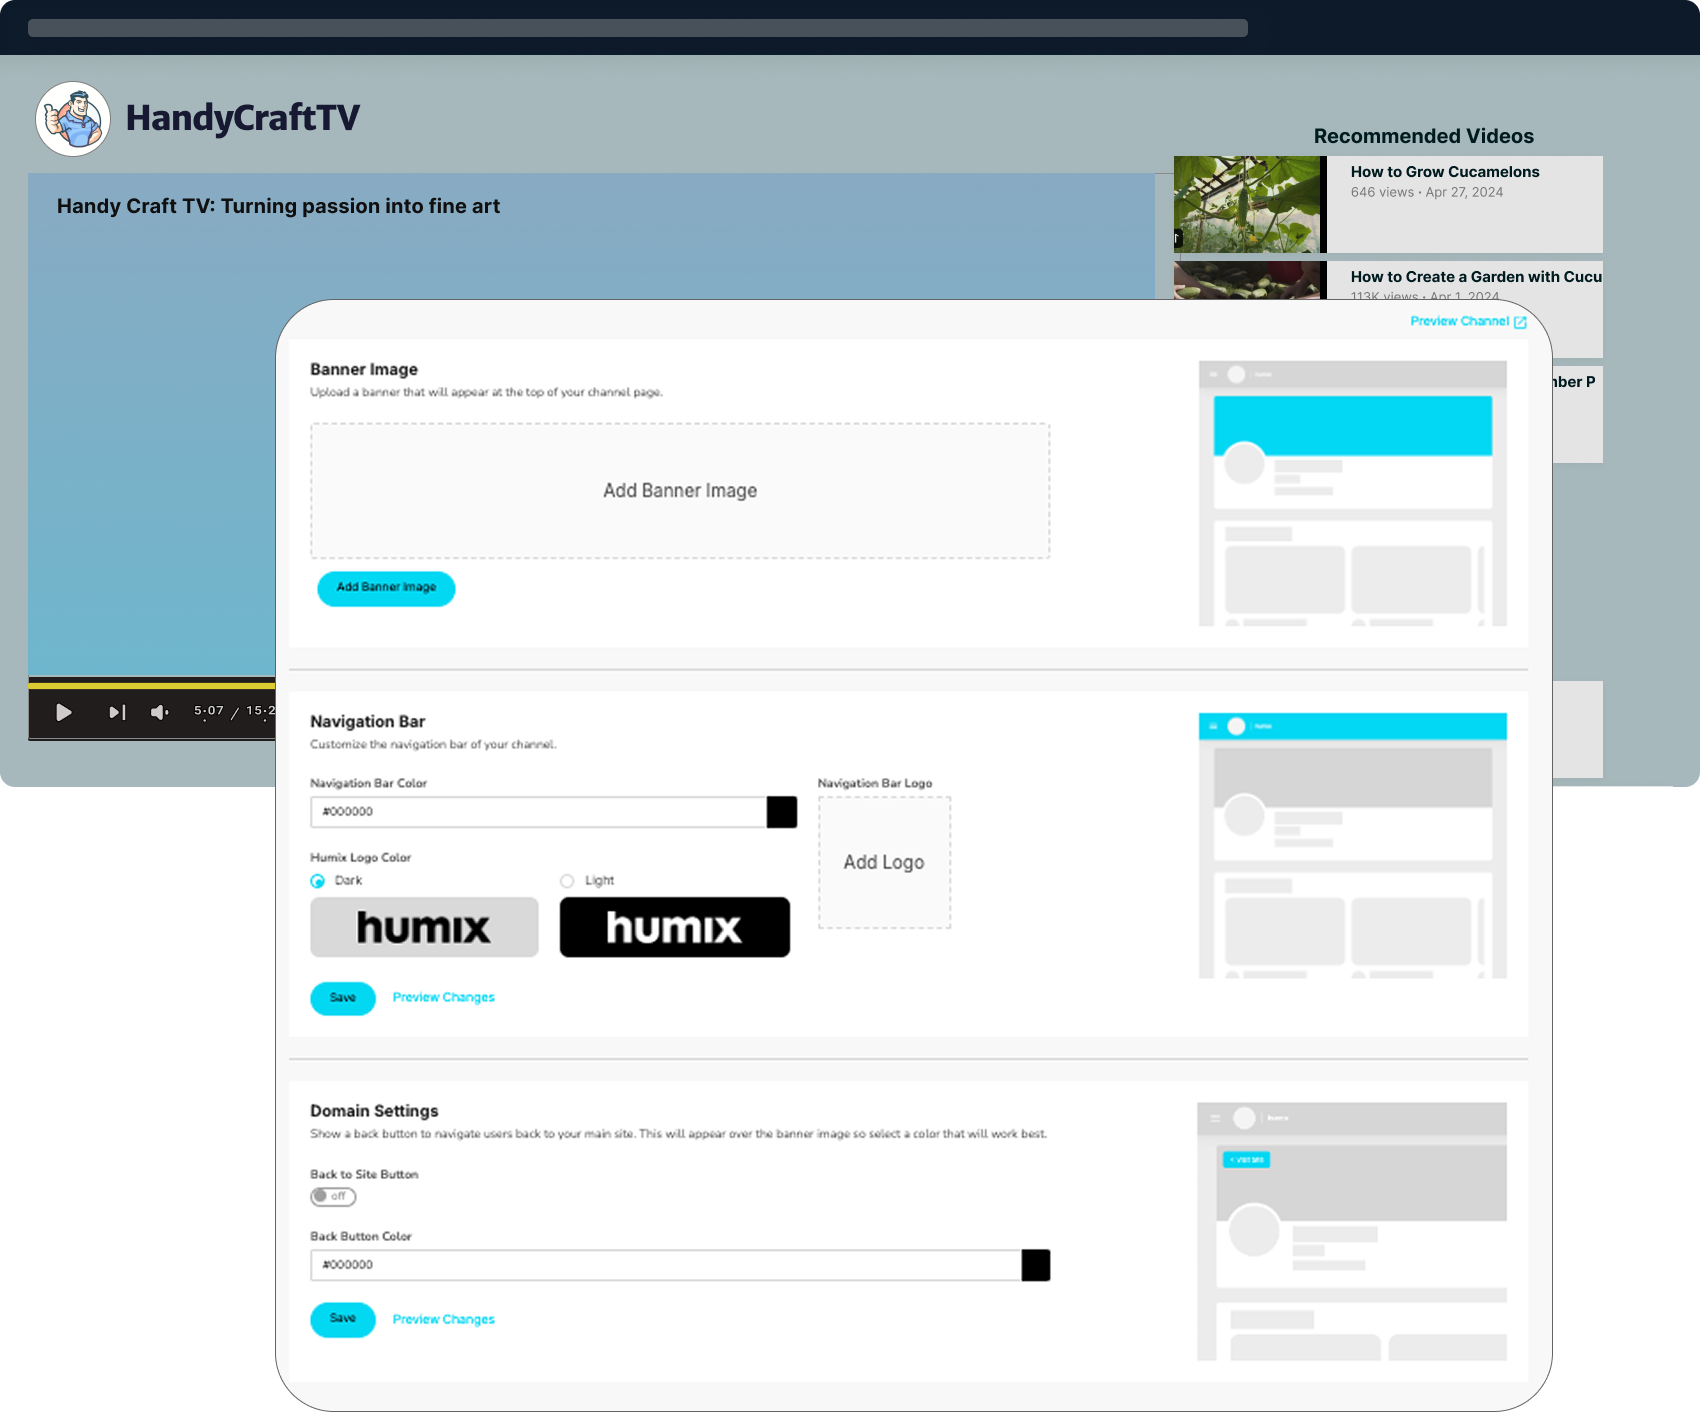 HandyCraftTV
Handy Craft TV: Turning passion into fine art
Recommended Videos
How to Grow Cucamelons
646 views • Apr 27, 2024
How to Create a Garden with Cucu
113K views • Apr 1, 2024
nber P
5:07 / 15:2
Preview Channel
Banner Image
Upload a banner that will appear at the top of your channel page.
Add Banner Image
Add Banner Image
Navigation Bar
Customize the navigation bar of your channel.
Navigation Bar Color
#000000
Navigation Bar Logo
Add Logo
Humix Logo Color
Dark
Light
humix
humix
Save
Preview Changes
humix
Domain Settings
Show a back button to navigate users back to your main site. This will appear over the banner image so select a color that will work best.
Back to Site Button
off
Back Button Color
#000000
Save
Preview Changes
< Visit Site